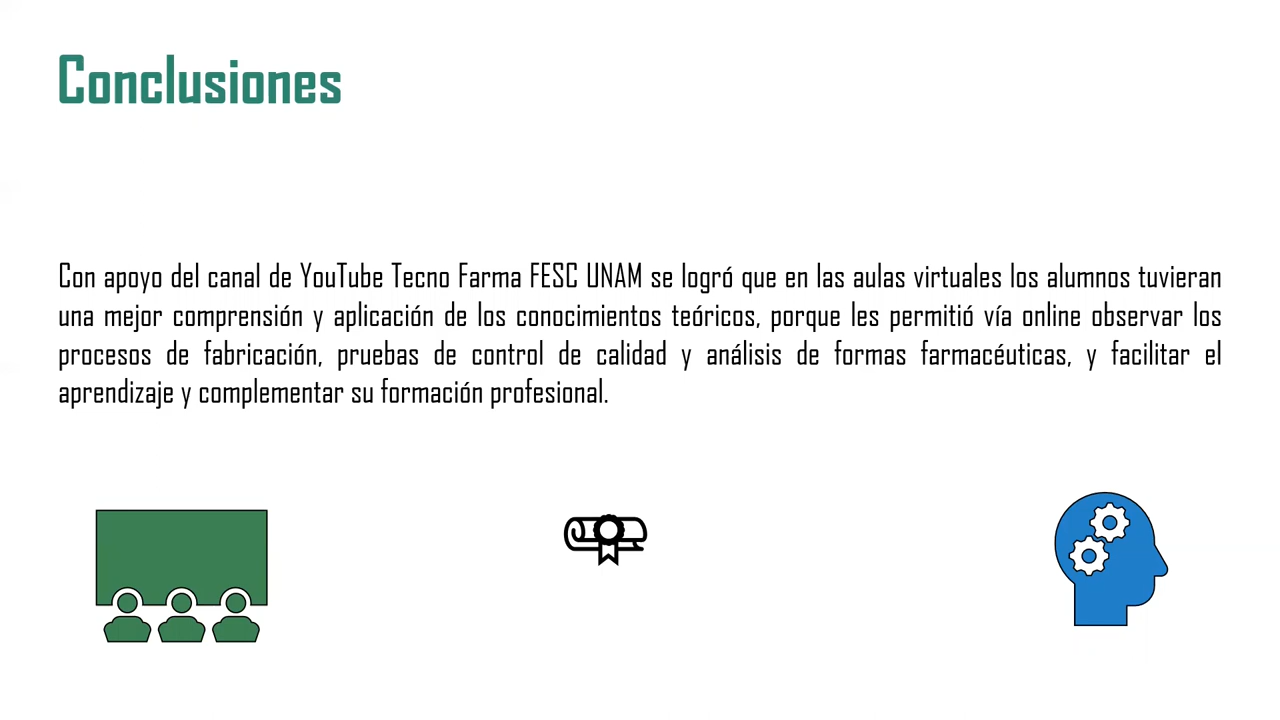 Conclusiones
Con apoyo del canal de YouTube Tecno Farma FESC UNAM se logró que en las aulas virtuales los alumnos tuvieran
una mejor comprensión y aplicación de los conocimientos teóricos, porque les permitió vía online observar los
procesos de fabricación, pruebas de control de calidad y análisis de formas farmacéuticas, y facilitar el
aprendizaje y complementar su formación profesional.